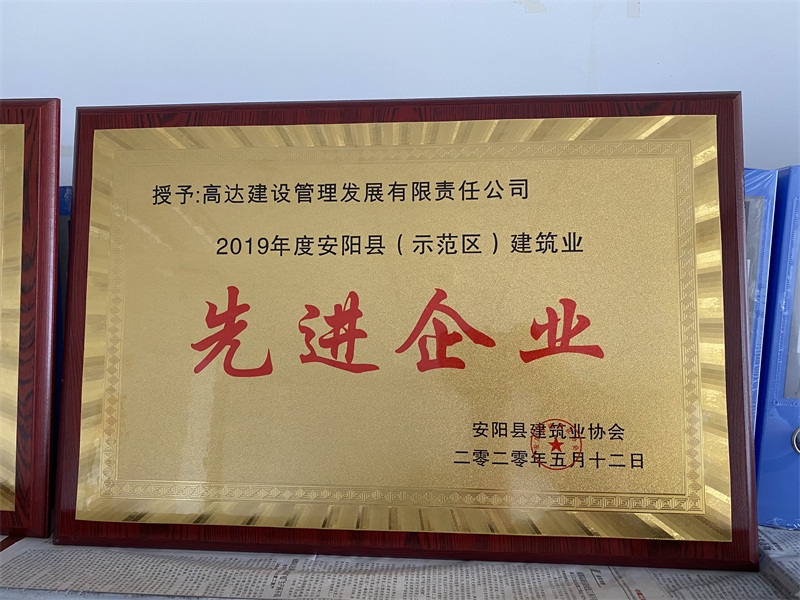 授予:高达建设管理发展有限责任公司
2019年度安阳县（示范区）建筑业
先进企业
安阳县建筑业协会
二零二零年五月十二日